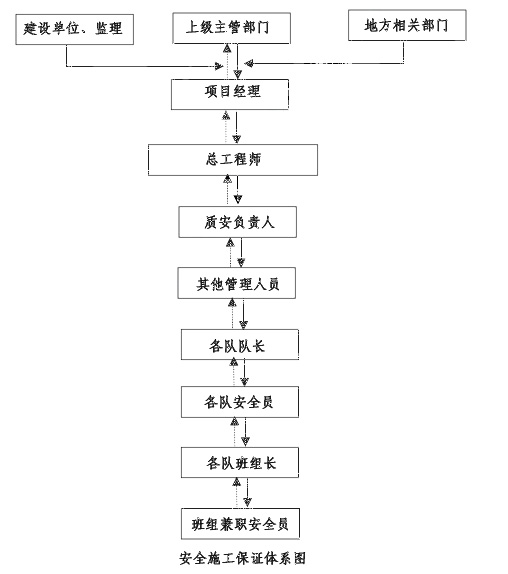 建设单位、监理
上级主管部门
地方相关部门
项目经理
总工程师
质安负责人
其他管理人员
各队队长
各队安全员
各队班组长
班组兼职安全员
安全施工保证体系图